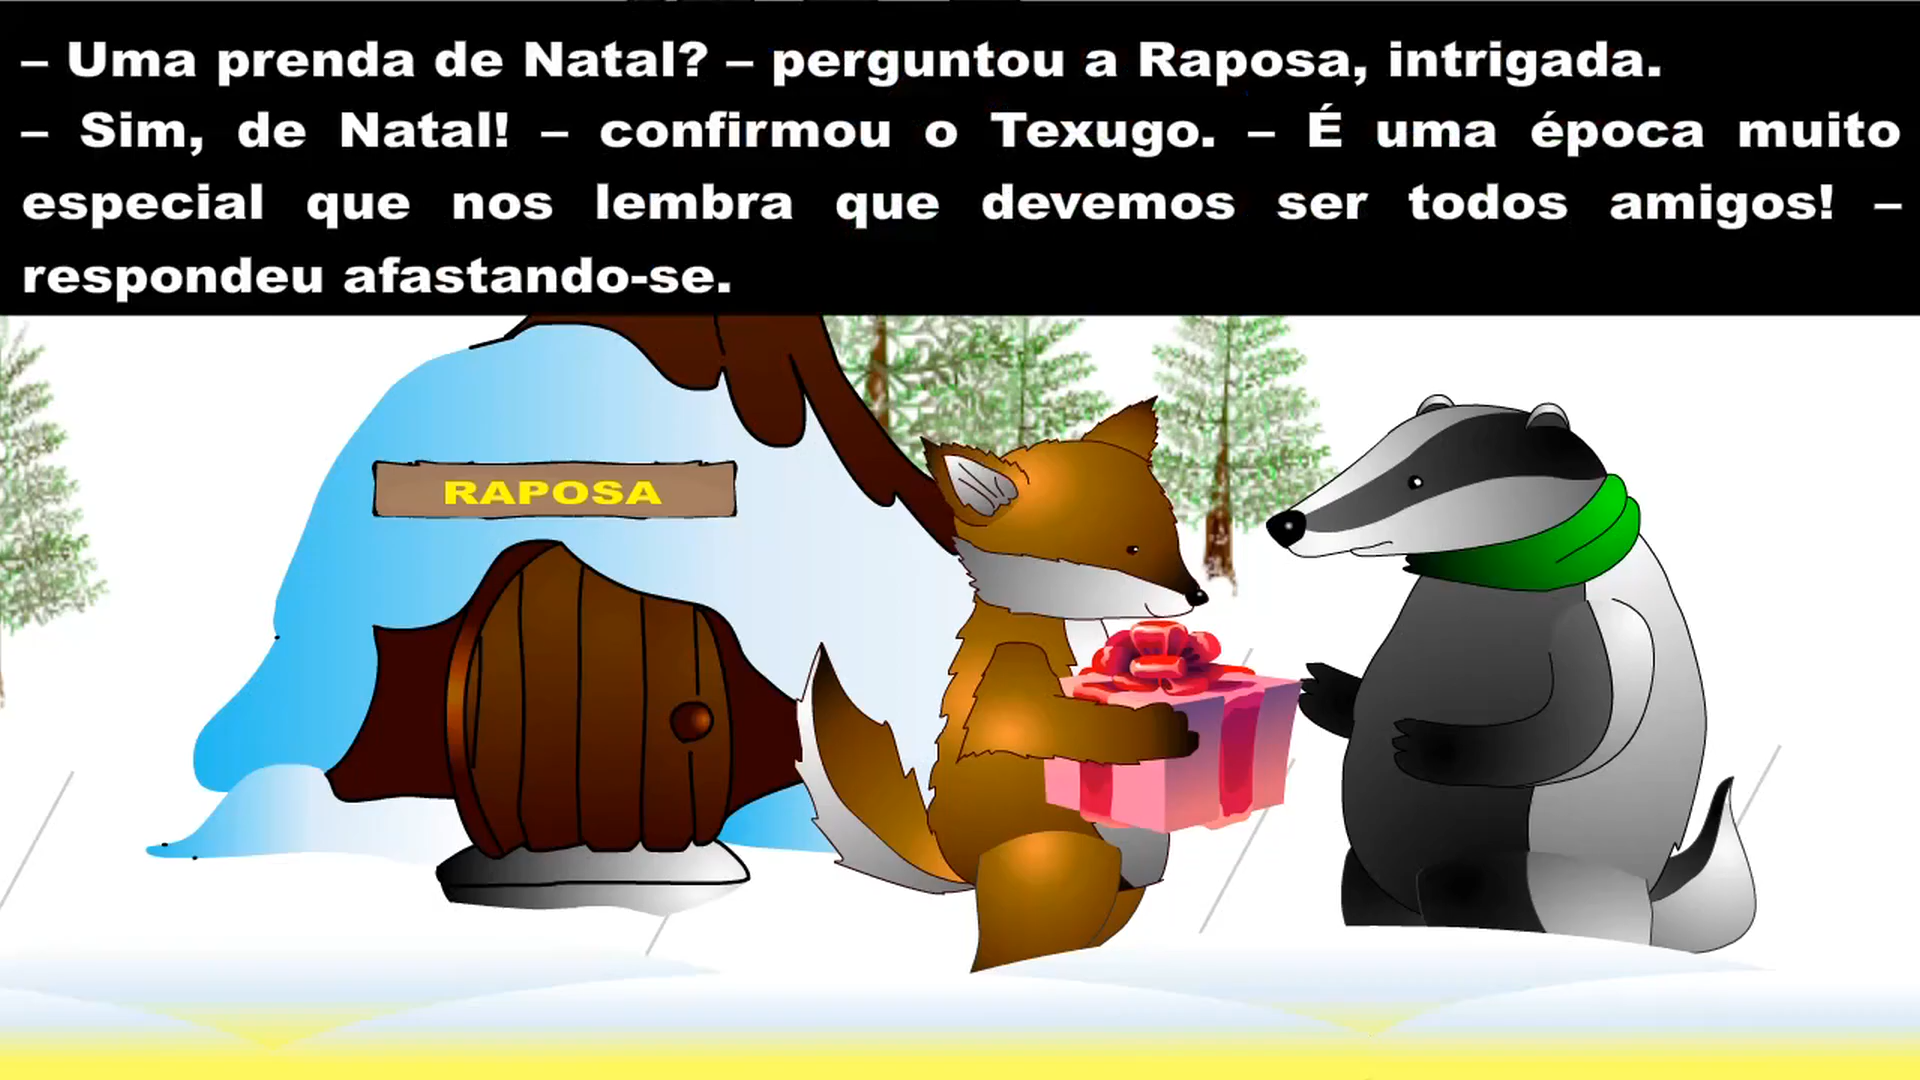 – Uma prenda de Natal? – perguntou a Raposa, intrigada.
– Sim, de Natal! – confirmou o Texugo. – É uma época muito
especial que nos lembra que devemos ser todos amigos! –
respondeu afastando-se.
RAPOSA